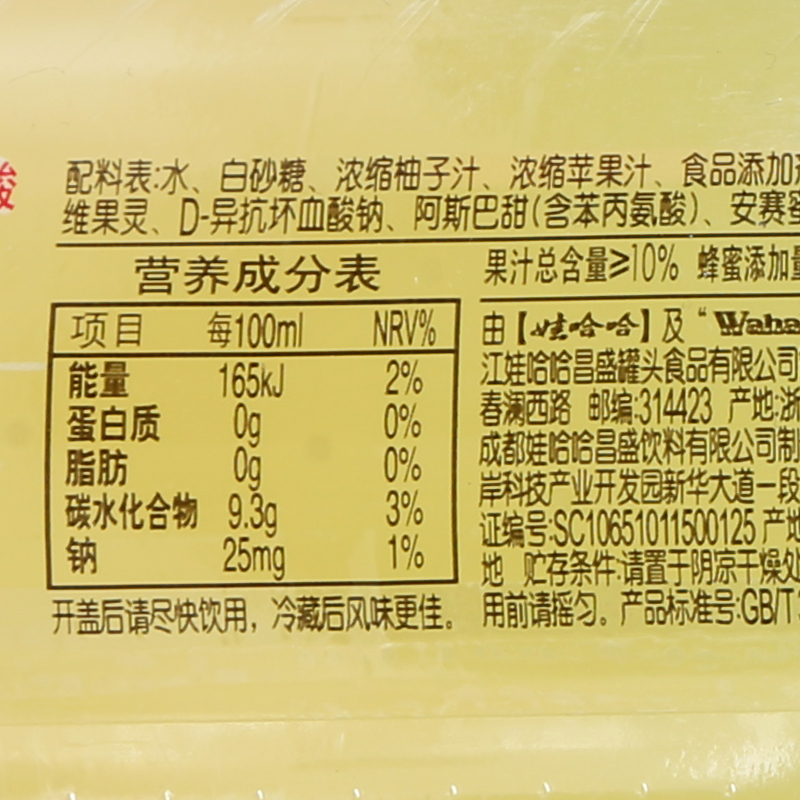 酸
配料表:水、白砂糖、浓缩柚子汁、浓缩苹果汁、食品添加
维果灵、D-异抗坏血酸钠、阿斯巴甜(含苯丙氨酸)、安赛
营养成分表
项目 每100ml NRV%
能量 165kJ 2%
蛋白质 0g 0%
脂肪 0g 0%
碳水化合物 9.3g 3%
钠 25mg 1%
开盖后请尽快饮用，冷藏后风味更佳。
果汁总含量≥10% 蜂蜜添加量
由【娃哈哈】及“Waha
江娃哈哈昌盛罐头食品有限公司
春澜西路 邮编:314423 产地:浙
成都娃哈哈昌盛饮料有限公司制
岸科技产业开发园新华大道一段
证编号:SC10651011500125 产地
地 贮存条件:请置于阴凉干燥处
用前请摇匀。产品标准号:GB/T